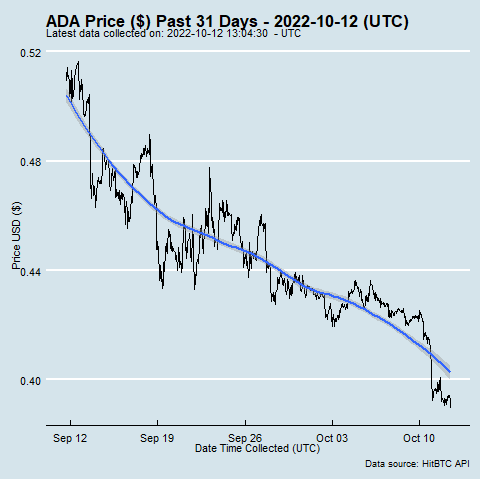 ADA Price ($) Past 31 Days - 2022-10-12 (UTC)
Latest data collected on: 2022-10-12 13:04:30 - UTC
0.52
0.48
0.44
0.40
Price USD ($)
Sep 12
Sep 19
Sep 26
Oct 03
Oct 10
Date Time Collected (UTC)
Data source: HitBTC API